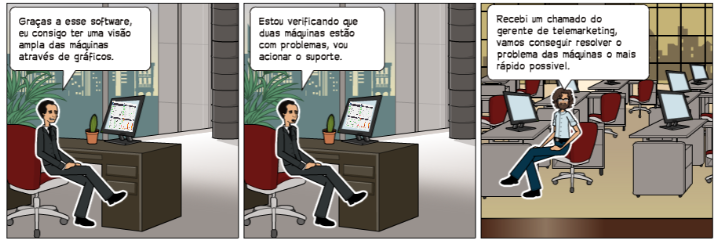 Graças a esse software,
eu consigo ter uma visão
ampla das máquinas
através de gráficos.
Estou verificando que
duas máquinas estão
com problemas, vou
acionar o suporte.
Recebi um chamado do
gerente de telemarketing,
vamos conseguir resolver o
problema das máquinas o mais
rápido possivel.